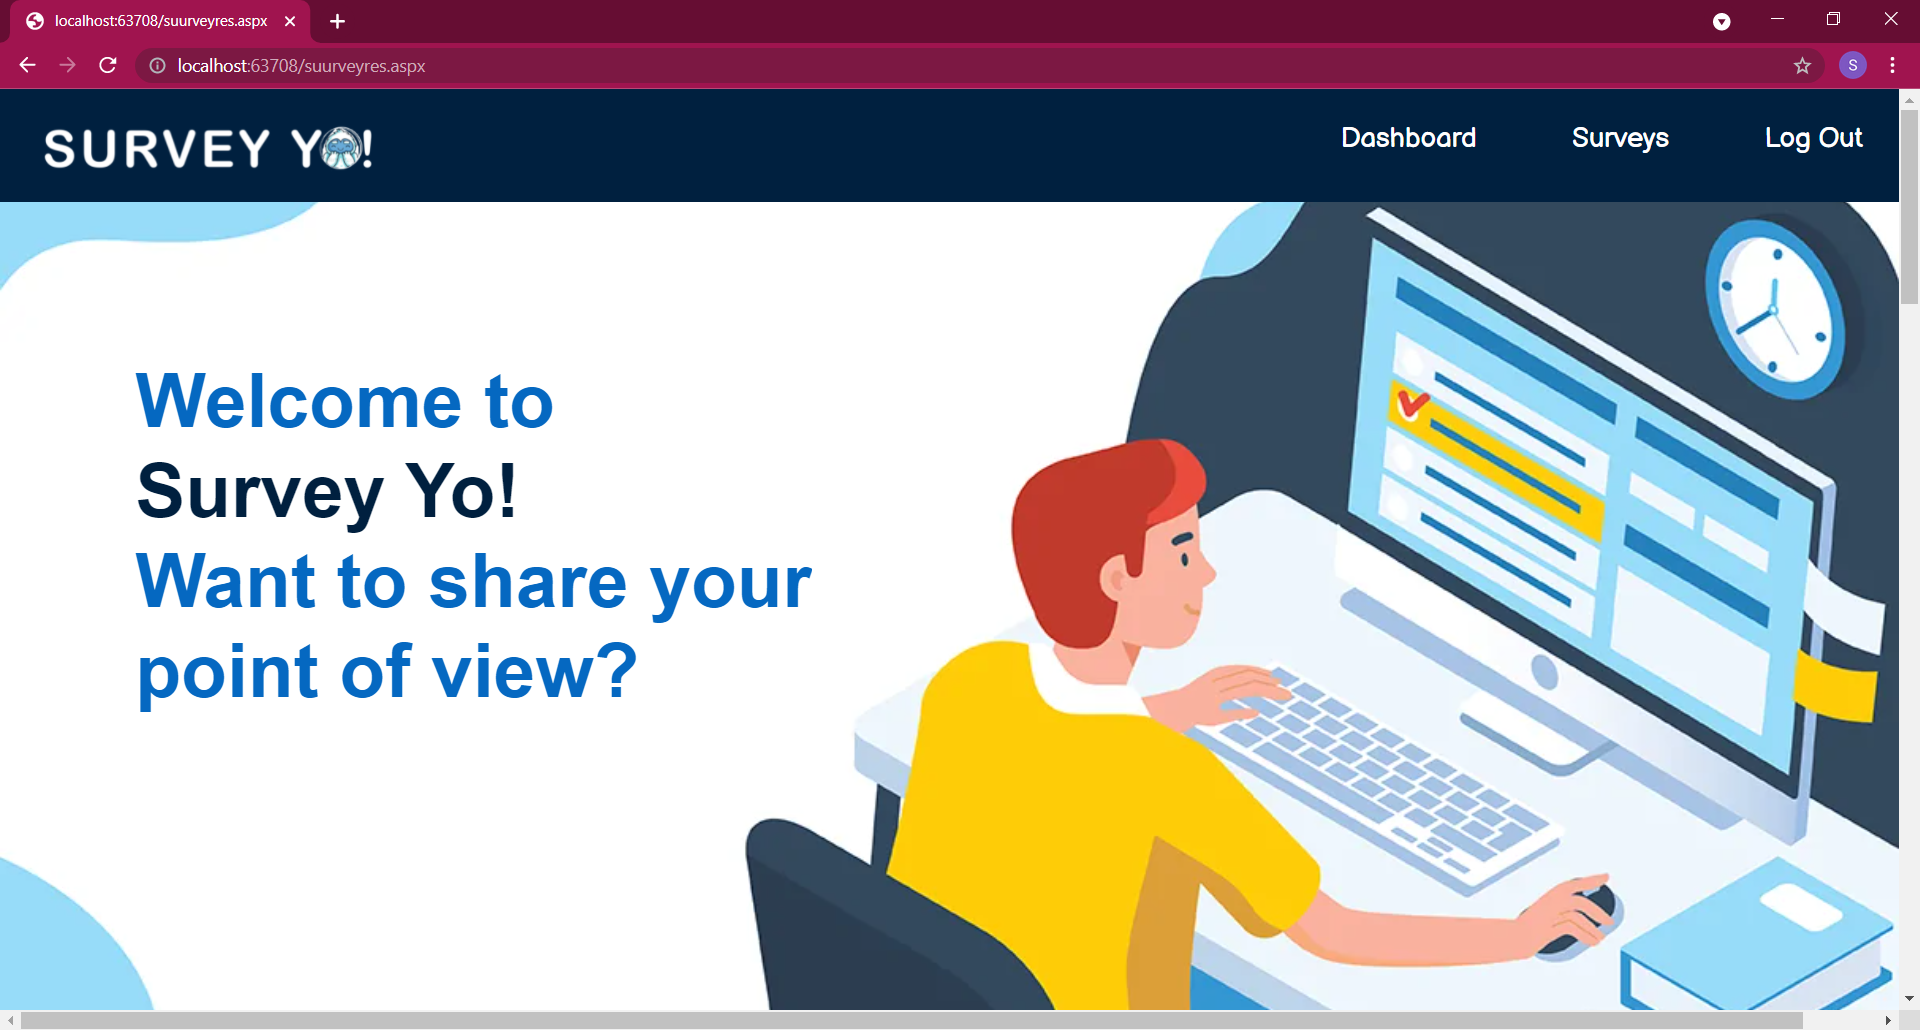 localhost:63708/suurveyres.aspx
localhost:63708/suurveyres.aspx
S
SURVEY YO!
Dashboard
Surveys
Log Out
Welcome to
Survey Yo!
Want to share your
point of view?